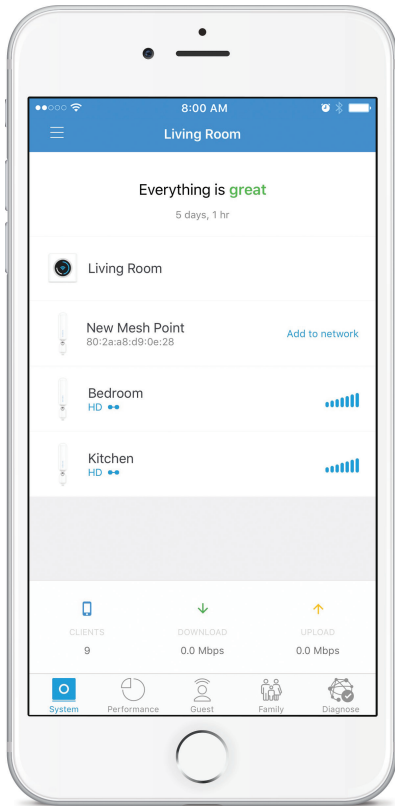 8:00 AM
Living Room
Everything is great
5 days, 1 hr
Living Room
New Mesh Point
80:2a:a8:d9:0e:28
Add to network
Bedroom
HD
Kitchen
HD
CLIENTS DOWNLOAD UPLOAD
9 0.0 Mbps 0.0 Mbps
System Performance Guest Family Diagnose